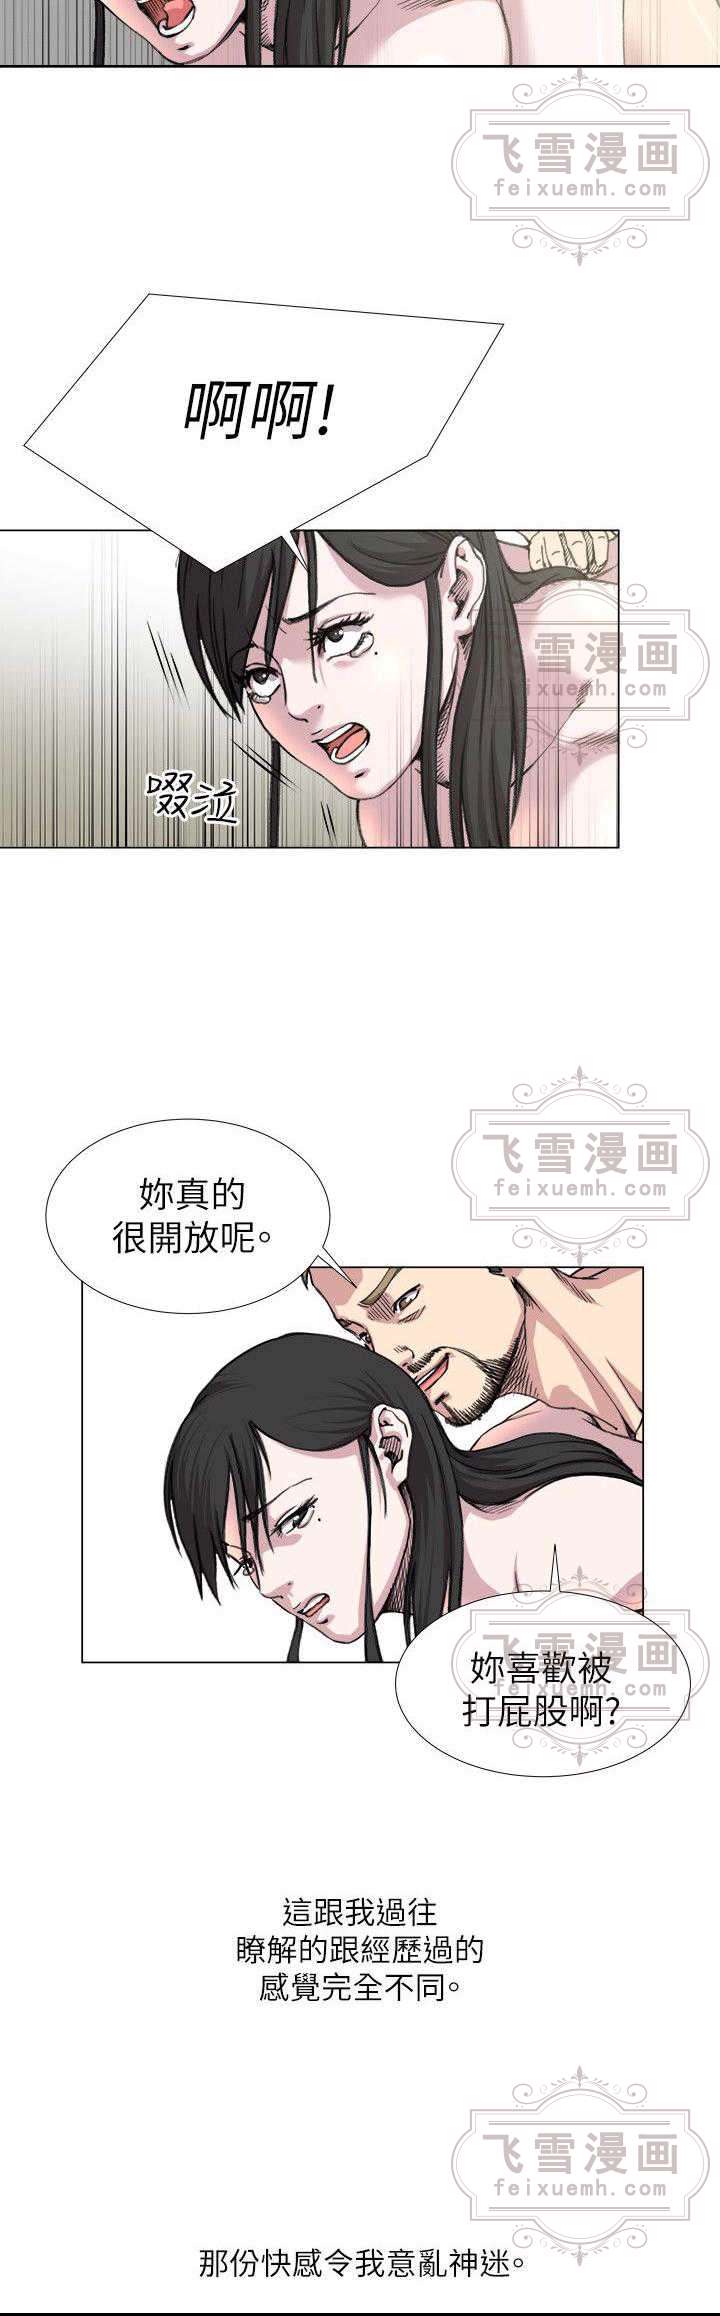 飞雪漫画
feixuemh.com
啊啊!
飞雪漫画
feixuemh.com
啜泣
飞雪漫画
feixuemh.com
妳真的
很開放呢。
妳喜歡被
打屁股啊?
飞雪漫画
feixuemh.com
這跟我過往
瞭解的跟經歷過的
感覺完全不同。
飞雪漫画
feixuemh.com
那份快感令我意亂神迷。